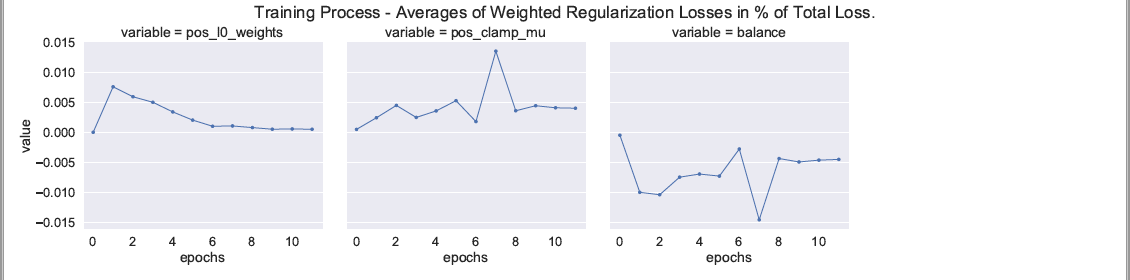 Training Process - Averages of Weighted Regularization Losses in % of Total Loss.
variable = pos_l0_weights
variable = pos_clamp_mu
variable = balance
0.015
0.010
0.005
0.000
−0.005
−0.010
−0.015
value
0 2 4 6 8 10
0 2 4 6 8 10
0 2 4 6 8 10
epochs
epochs
epochs